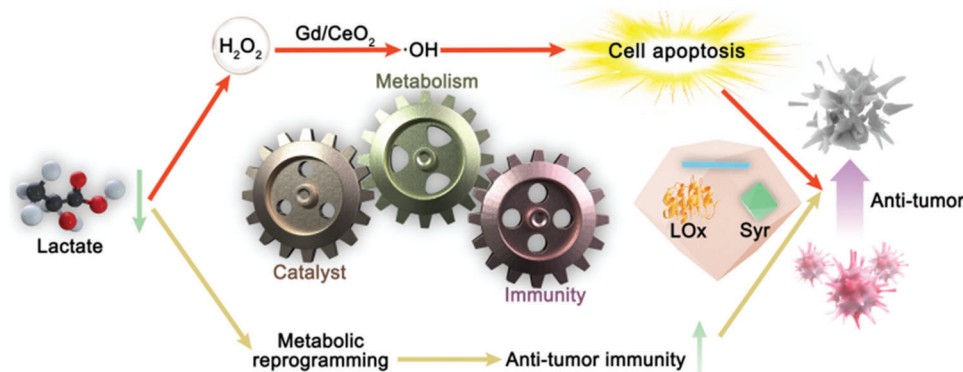 H₂O₂
Gd/CeO₂
·OH
Cell apoptosis
Metabolism
Lactate
Catalyst
Immunity
LOx
Syr
Anti-tumor
Metabolic
reprogramming
Anti-tumor immunity